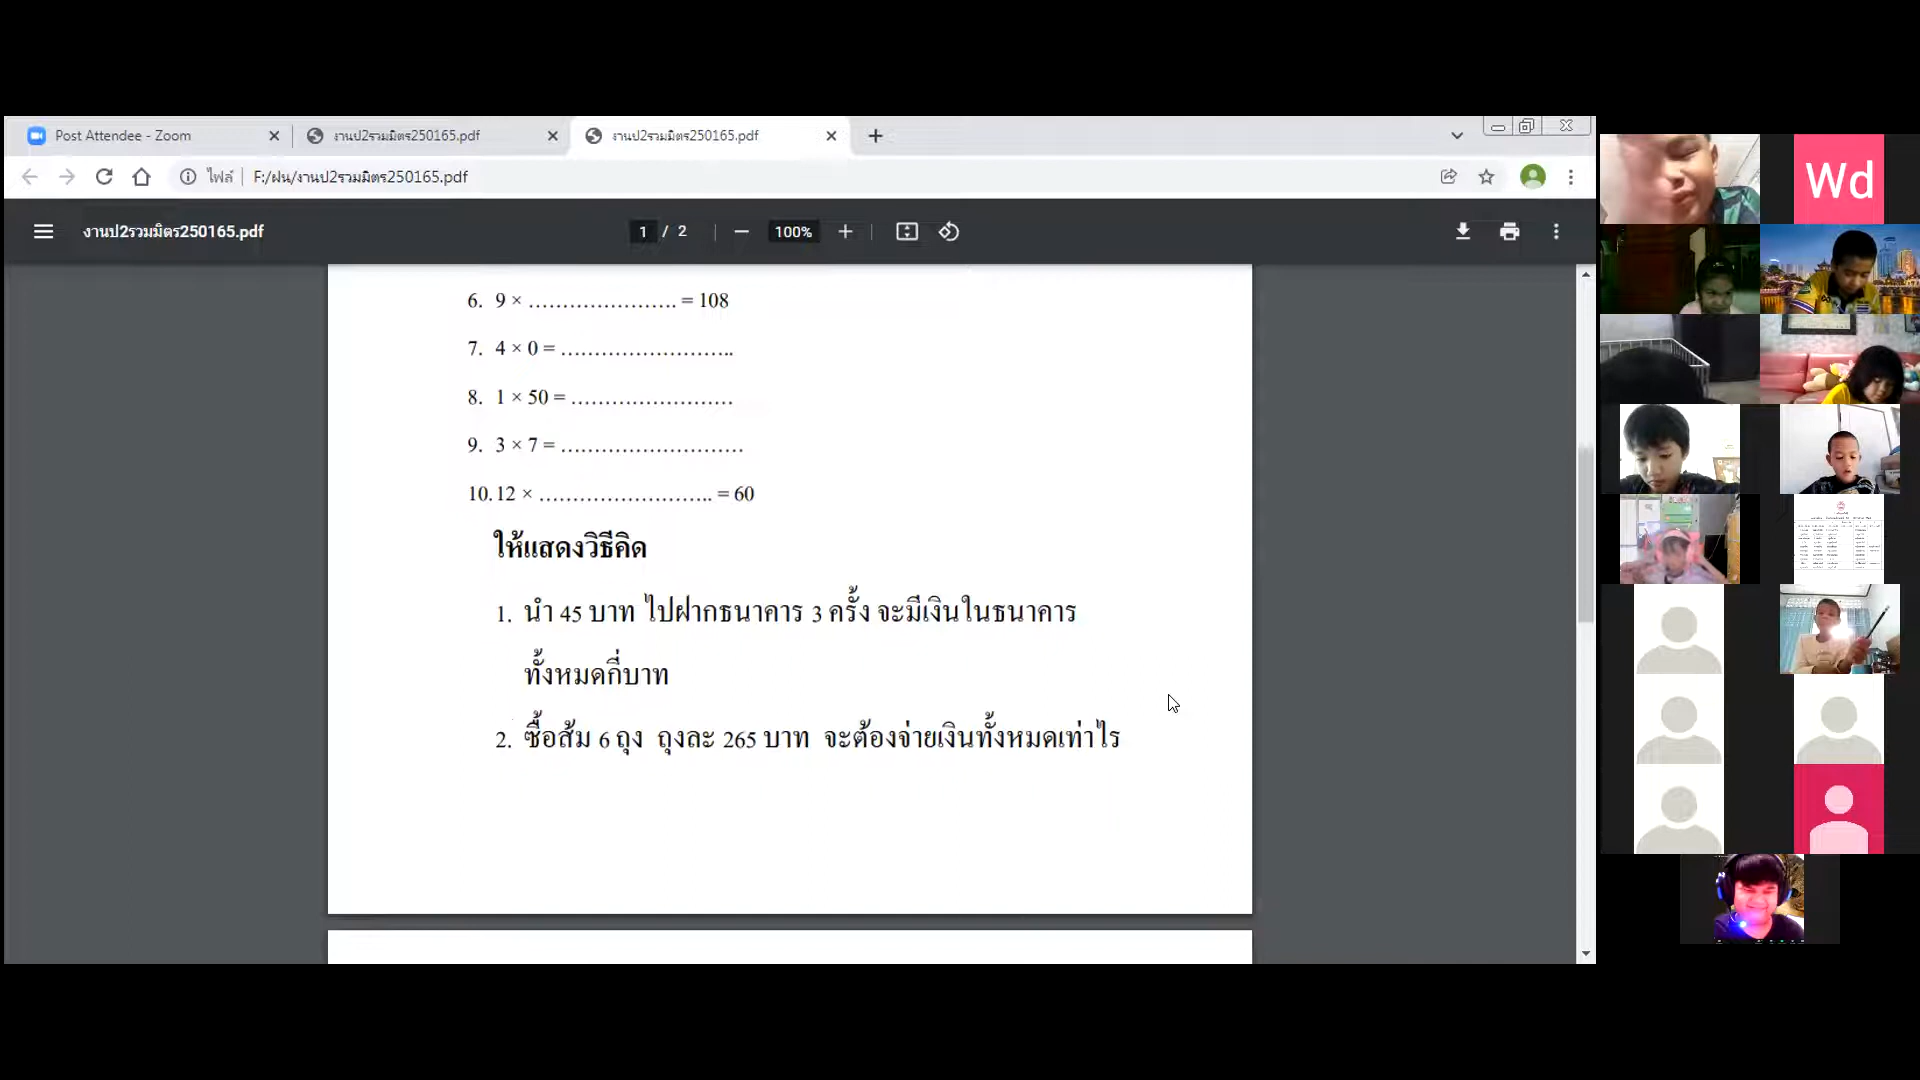 Post Attendee - Zoom
งานป2รวมมิตร250165.pdf
งานป2รวมมิตร250165.pdf
ไฟล์
F:/ฝน/งานป2รวมมิตร250165.pdf
งานป2รวมมิตร250165.pdf
1 / 2
100%
6. 9 × ………………… = 108
7. 4 × 0 = ………………….
8. 1 × 50 = …………………
9. 3 × 7 = ……………………
10. 12 × ………………….. = 60
ให้แสดงวิธีคิด
1. นำ 45 บาท ไปฝากธนาคาร 3 ครั้ง จะมีเงินในธนาคาร
ทั้งหมดกี่บาท
2. ซื้อส้ม 6 ถุง ถุงละ 265 บาท จะต้องจ่ายเงินทั้งหมดเท่าไร
Wd